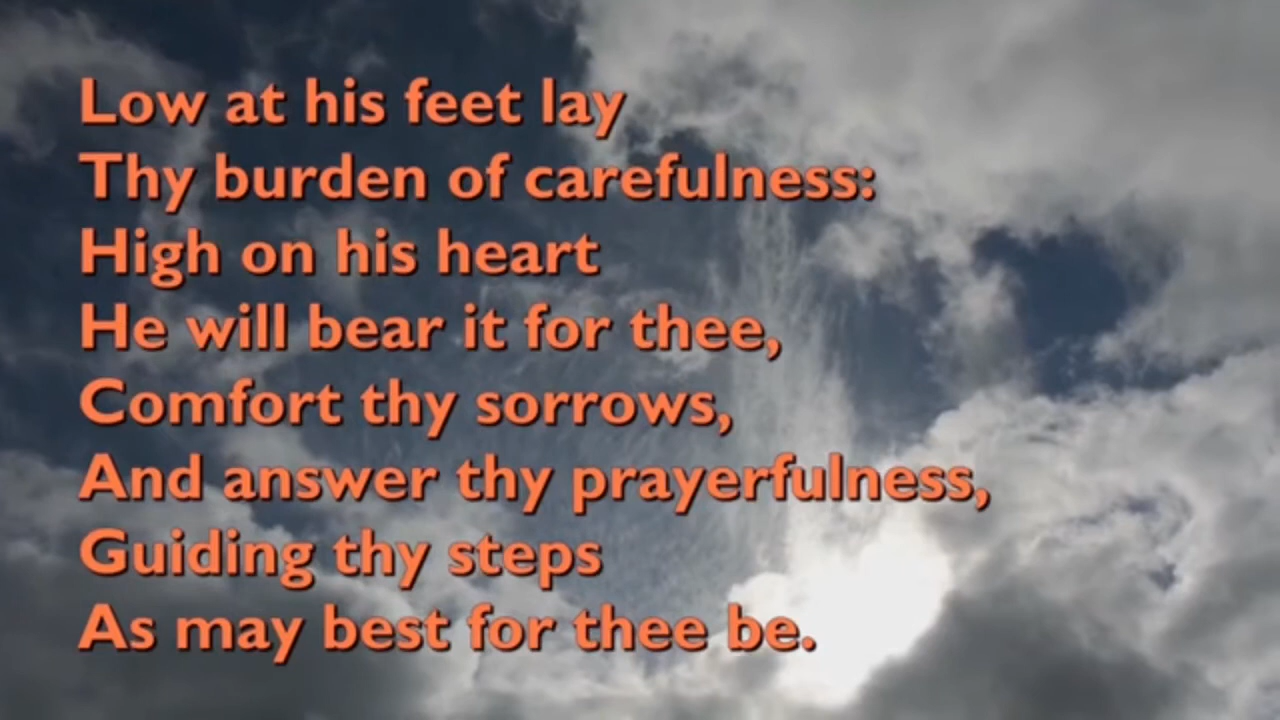 Low at his feet lay
Thy burden of carefulness:
High on his heart
He will bear it for thee,
Comfort thy sorrows,
And answer thy prayerfulness,
Guiding thy steps
As may best for thee be.